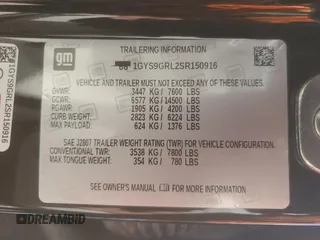 gm
TRAILERING INFORMATION
1GYS9GRL2SR150916
VEHICLE AND TRAILER MUST NOT EXCEED ANY OF THESE WEIGHTS:
GVWR: 3447 KG/ 7600 LBS
GCWR: 6577 KG/ 14500 LBS
RGAWR: 1905 KG/ 4200 LBS
CURB WEIGHT: 2823 KG/ 6224 LBS
MAX PAYLOAD: 624 KG/ 1376 LBS
SAE J2807 TRAILER WEIGHT RATING (TWR) FOR VEHICLE CONFIGURATION.
CONVENTIONAL TWR: 3538 KG/ 7800 LBS
MAX TONGUE WEIGHT: 354 KG/ 780 LBS
SEE OWNER'S MANUAL FOR MORE INFORMATION.
1GYS9GRL2SR150916
DREAMBID